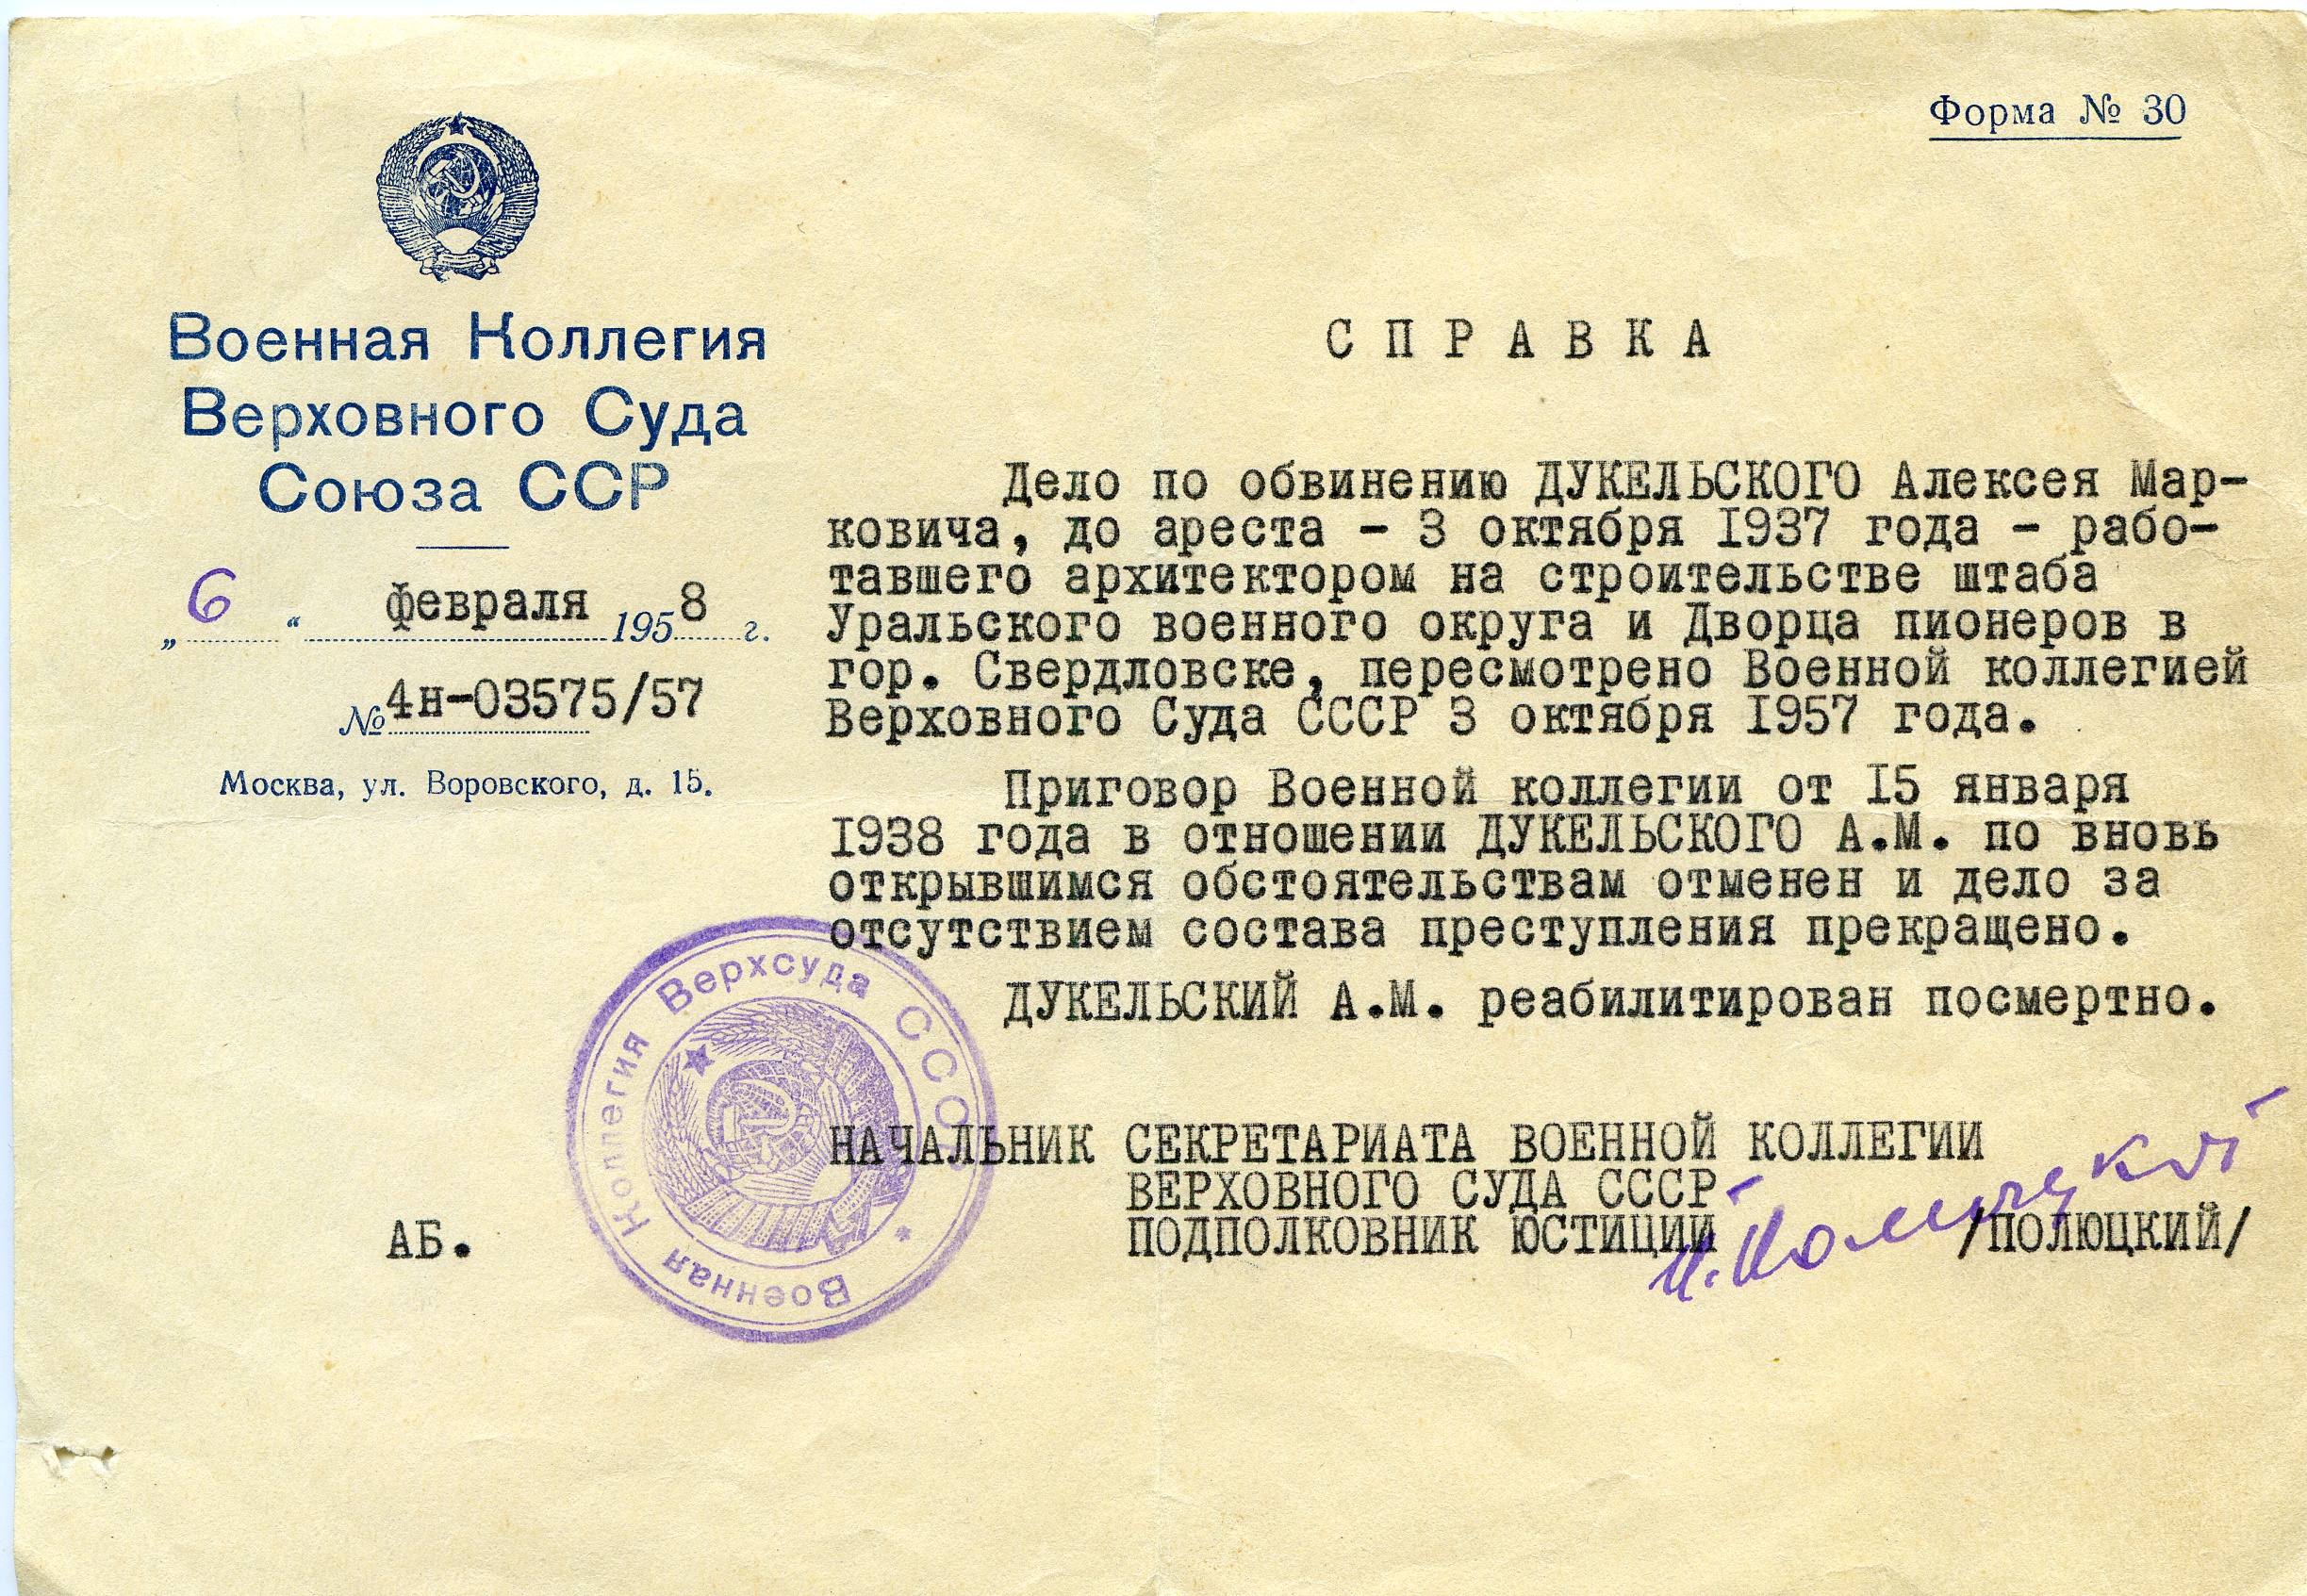 Форма № 30
Военная Коллегия
Верховного Суда
Союза ССР
„6“ февраля 1958 г.
№ 4н-03575/57
Москва, ул. Воровского, д. 15.
СПРАВКА
Дело по обвинению ДУКЕЛЬСКОГО Алексея Мар-
ковича, до ареста - 3 октября 1937 года - рабо-
тавшего архитектором на строительстве штаба
Уральского военного округа и Дворца пионеров в
гор. Свердловске, пересмотрено Военной коллегией
Верховного Суда СССР 3 октября 1957 года.
Приговор Военной коллегии от 15 января
1938 года в отношении ДУКЕЛЬСКОГО А.М. по вновь
открывшимся обстоятельствам отменен и дело за
отсутствием состава преступления прекращено.
ДУКЕЛЬСКИЙ А.М. реабилитирован посмертно.
НАЧАЛЬНИК СЕКРЕТАРИАТА ВОЕННОЙ КОЛЛЕГИИ
ВЕРХОВНОГО СУДА СССР
ПОДПОЛКОВНИК ЮСТИЦИИ /ПОЛЮЦКИЙ/
АБ.
Военная Коллегия Верхсуда СССР *